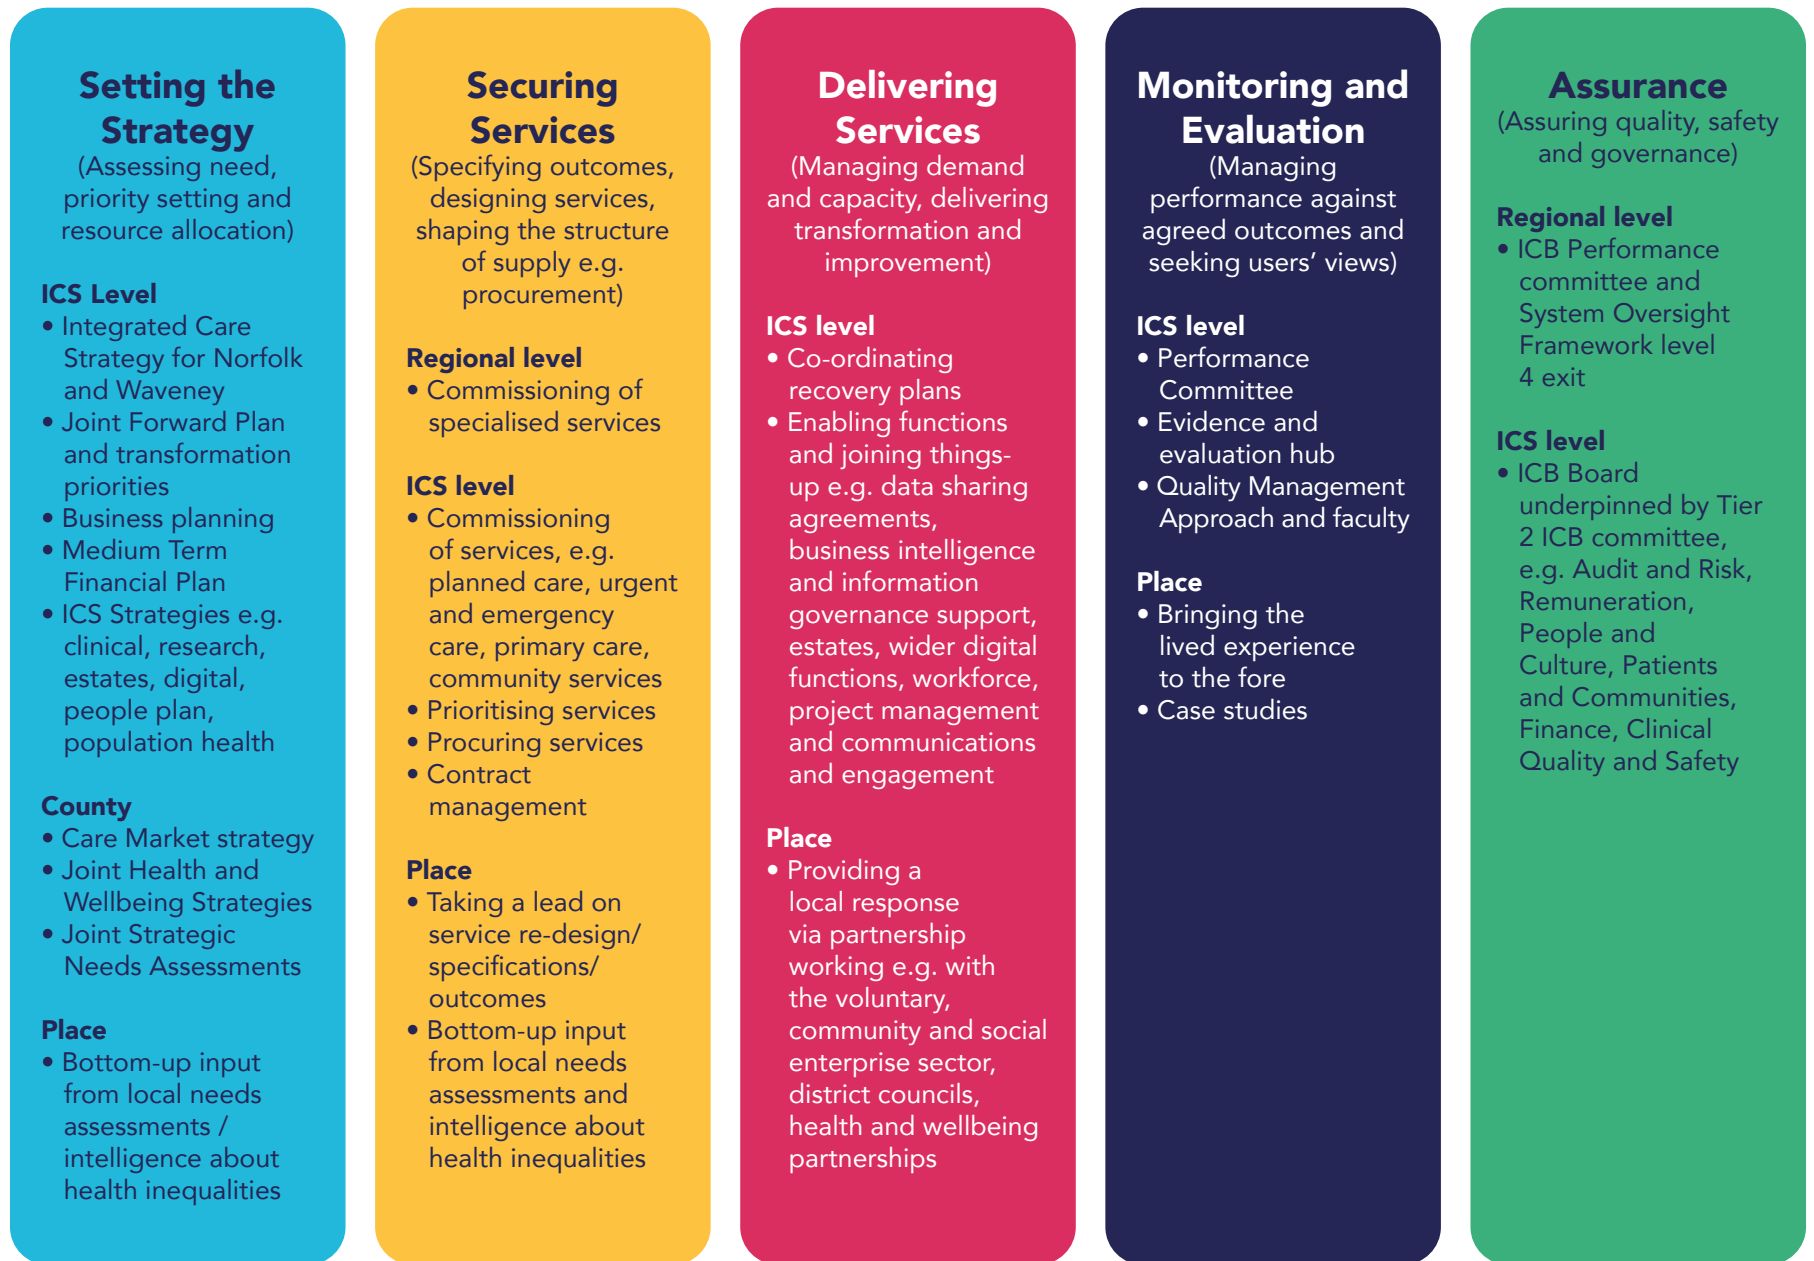 Setting the
Strategy
(Assessing need,
priority setting and
resource allocation)
ICS Level
• Integrated Care
Strategy for Norfolk
and Waveney
• Joint Forward Plan
and transformation
priorities
• Business planning
• Medium Term
Financial Plan
• ICS Strategies e.g.
clinical, research,
estates, digital,
people plan,
population health
County
• Care Market strategy
• Joint Health and
Wellbeing Strategies
• Joint Strategic
Needs Assessments
Place
• Bottom-up input
from local needs
assessments /
intelligence about
health inequalities
Securing
Services
(Specifying outcomes,
designing services,
shaping the structure
of supply e.g.
procurement)
Regional level
• Commissioning of
specialised services
ICS level
• Commissioning
of services, e.g.
planned care, urgent
and emergency
care, primary care,
community services
• Prioritising services
• Procuring services
• Contract
management
Place
• Taking a lead on
service re-design/
specifications/
outcomes
• Bottom-up input
from local needs
assessments and
intelligence about
health inequalities
Delivering
Services
(Managing demand
and capacity, delivering
transformation and
improvement)
ICS level
• Co-ordinating
recovery plans
• Enabling functions
and joining things-
up e.g. data sharing
agreements,
business intelligence
and information
governance support,
estates, wider digital
functions, workforce,
project management
and communications
and engagement
Place
• Providing a
local response
via partnership
working e.g. with
the voluntary,
community and social
enterprise sector,
district councils,
health and wellbeing
partnerships
Monitoring and
Evaluation
(Managing
performance against
agreed outcomes and
seeking users’ views)
ICS level
• Performance
Committee
• Evidence and
evaluation hub
• Quality Management
Approach and faculty
Place
• Bringing the
lived experience
to the fore
• Case studies
Assurance
(Assuring quality, safety
and governance)
Regional level
• ICB Performance
committee and
System Oversight
Framework level
4 exit
ICS level
• ICB Board
underpinned by Tier
2 ICB committee,
e.g. Audit and Risk,
Remuneration,
People and
Culture, Patients
and Communities,
Finance, Clinical
Quality and Safety